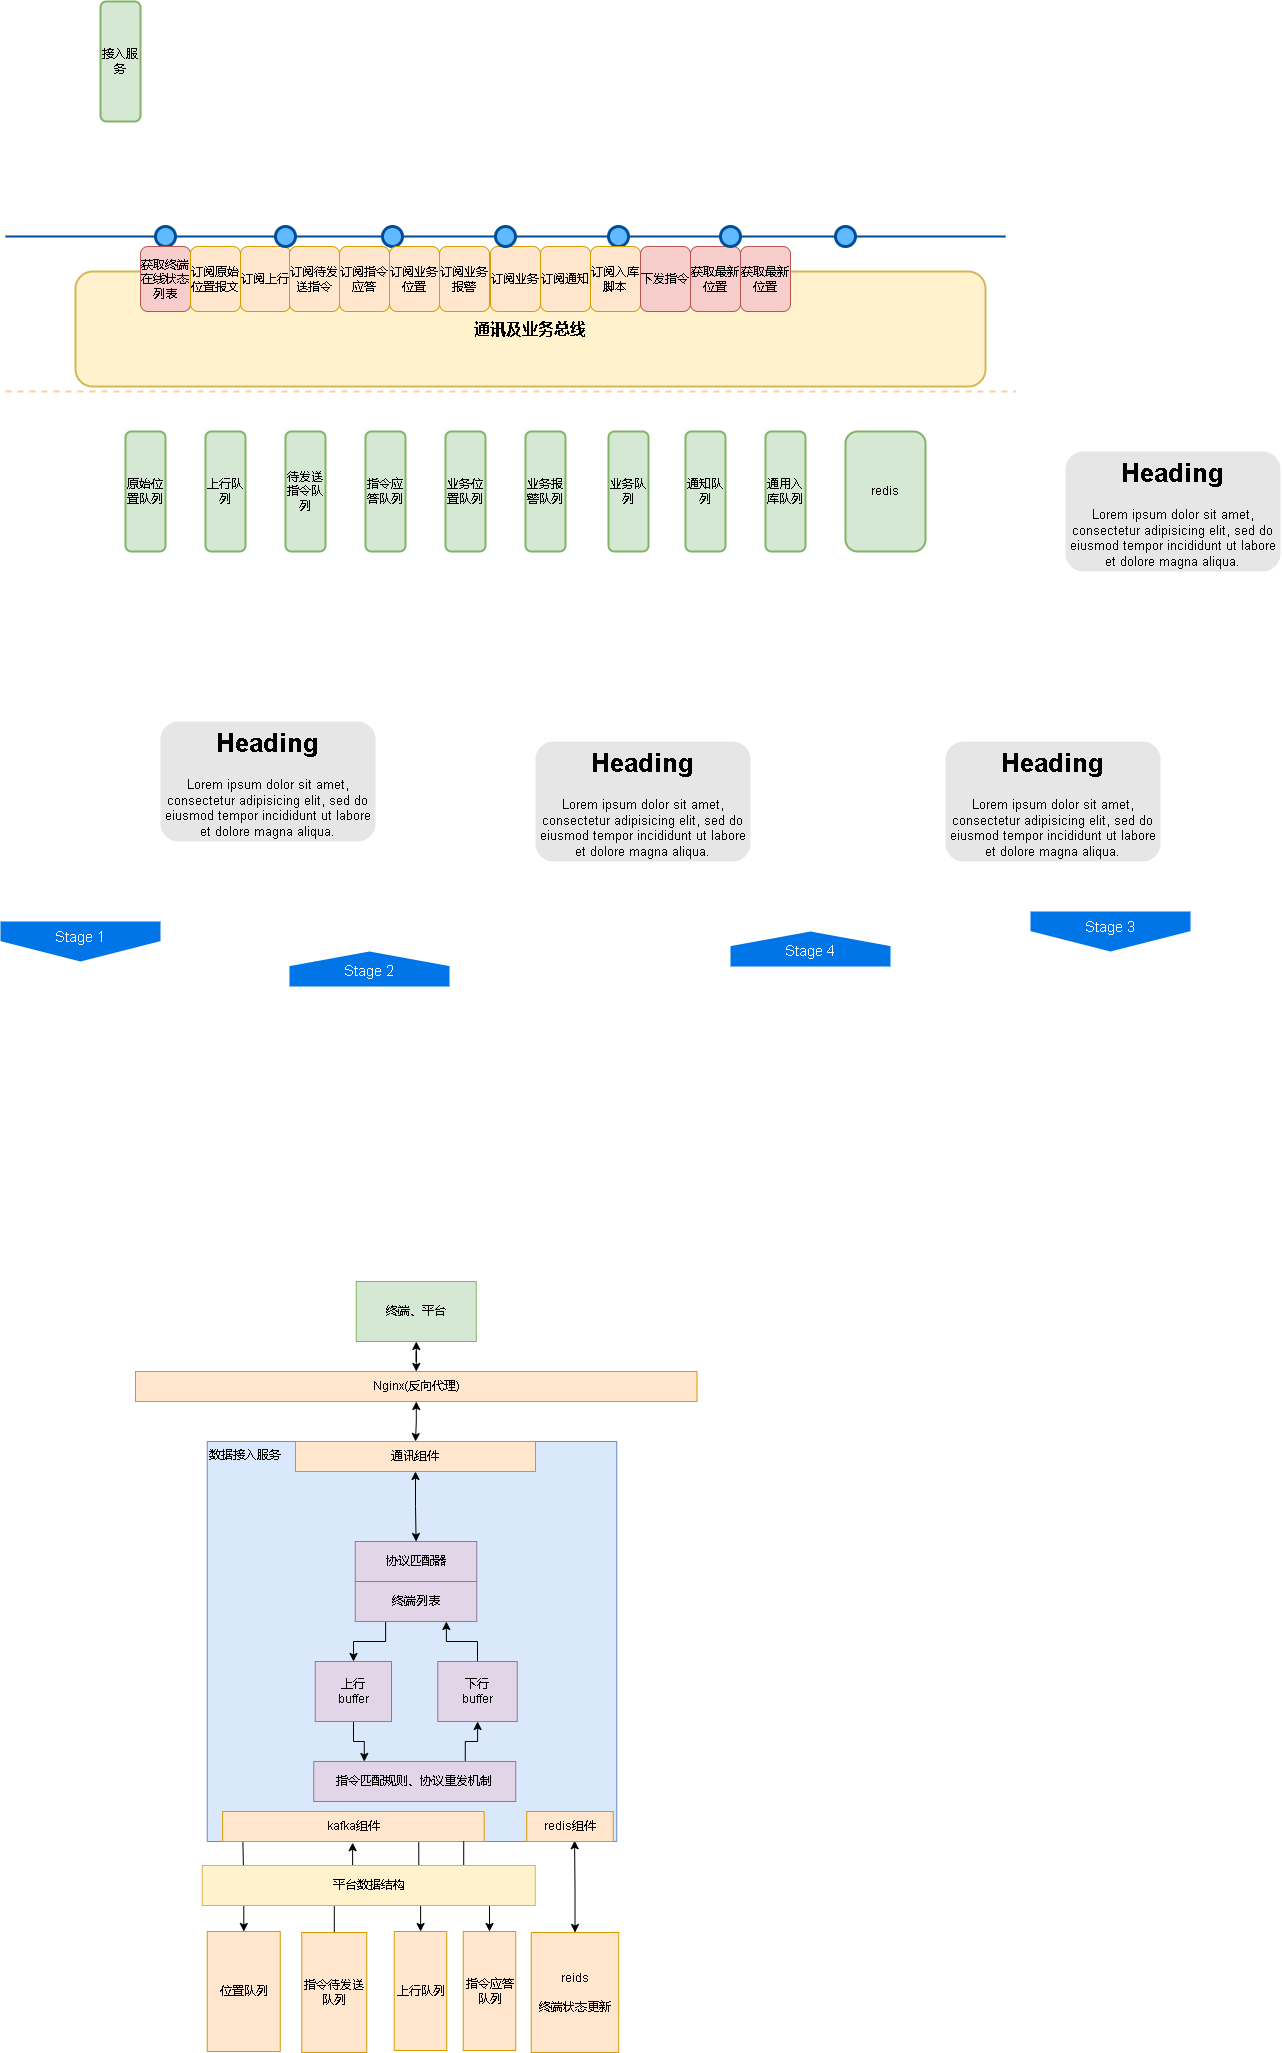 接入服
务
获取终端
在线状态
列表
订阅原始
位置报文
订阅上行
订阅待发
送指令
订阅指令
应答
订阅业务
位置
订阅业务
报警
订阅业务
订阅通知
订阅入库
脚本
下发指令
获取最新
位置
获取最新
位置
通讯及业务总线
原始位
置队列
上行队
列
待发送
指令队
列
指令应
答队列
业务位
置队列
业务报
警队列
业务队
列
通知队
列
通用入
库队列
redis
Heading
Lorem ipsum dolor sit amet,
consectetur adipisicing elit, sed do
eiusmod tempor incididunt ut labore
et dolore magna aliqua.
Heading
Lorem ipsum dolor sit amet,
consectetur adipisicing elit, sed do
eiusmod tempor incididunt ut labore
et dolore magna aliqua.
Heading
Lorem ipsum dolor sit amet,
consectetur adipisicing elit, sed do
eiusmod tempor incididunt ut labore
et dolore magna aliqua.
Heading
Lorem ipsum dolor sit amet,
consectetur adipisicing elit, sed do
eiusmod tempor incididunt ut labore
et dolore magna aliqua.
Stage 1
Stage 2
Stage 4
Stage 3
终端、平台
Nginx(反向代理)
数据接入服务
通讯组件
协议匹配器
终端列表
上行
buffer
下行
buffer
指令匹配规则、协议重发机制
kafka组件
redis组件
平台数据结构
位置队列
指令待发送
队列
上行队列
指令应答
队列
reids
终端状态更新